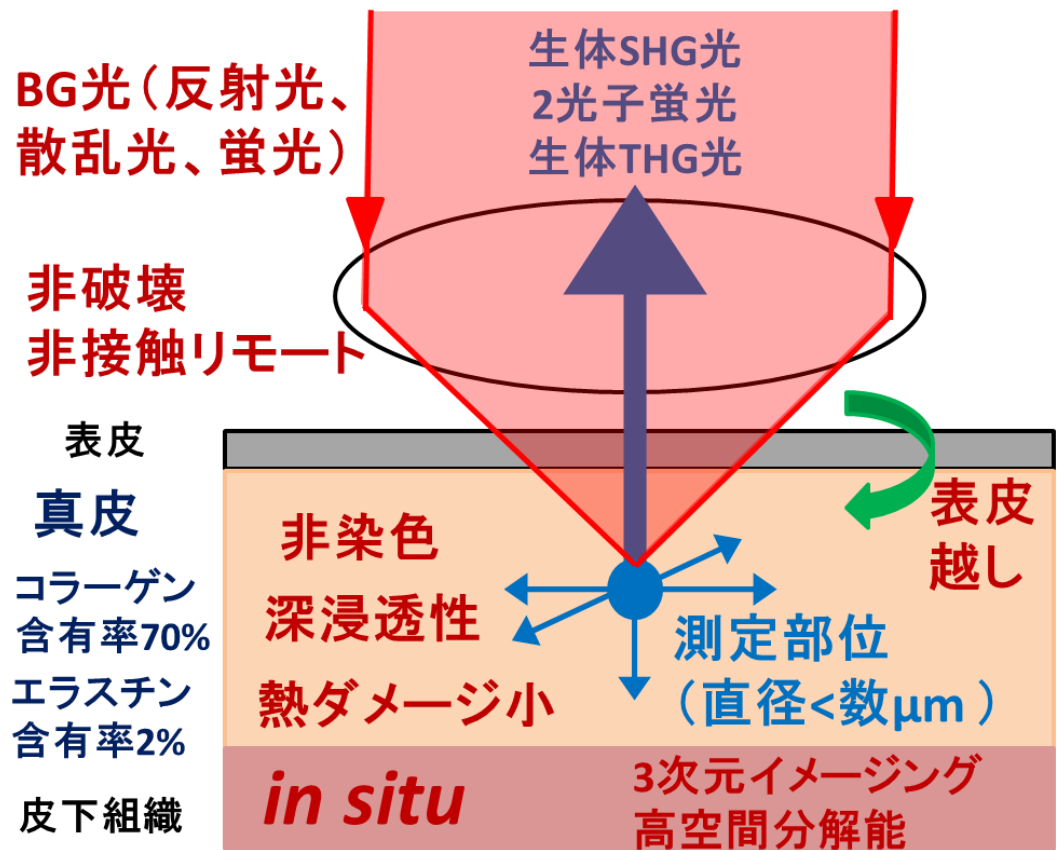 生体SHG光
2光子蛍光
生体THG光
BG光（反射光、
散乱光、蛍光）
非破壊
非接触リモート
表皮
真皮
コラーゲン
含有率70%
エラスチン
含有率2%
皮下組織
非染色
深浸透性
熱ダメージ小
表皮
越し
測定部位
（直径<数μm）
in situ
3次元イメージング
高空間分解能